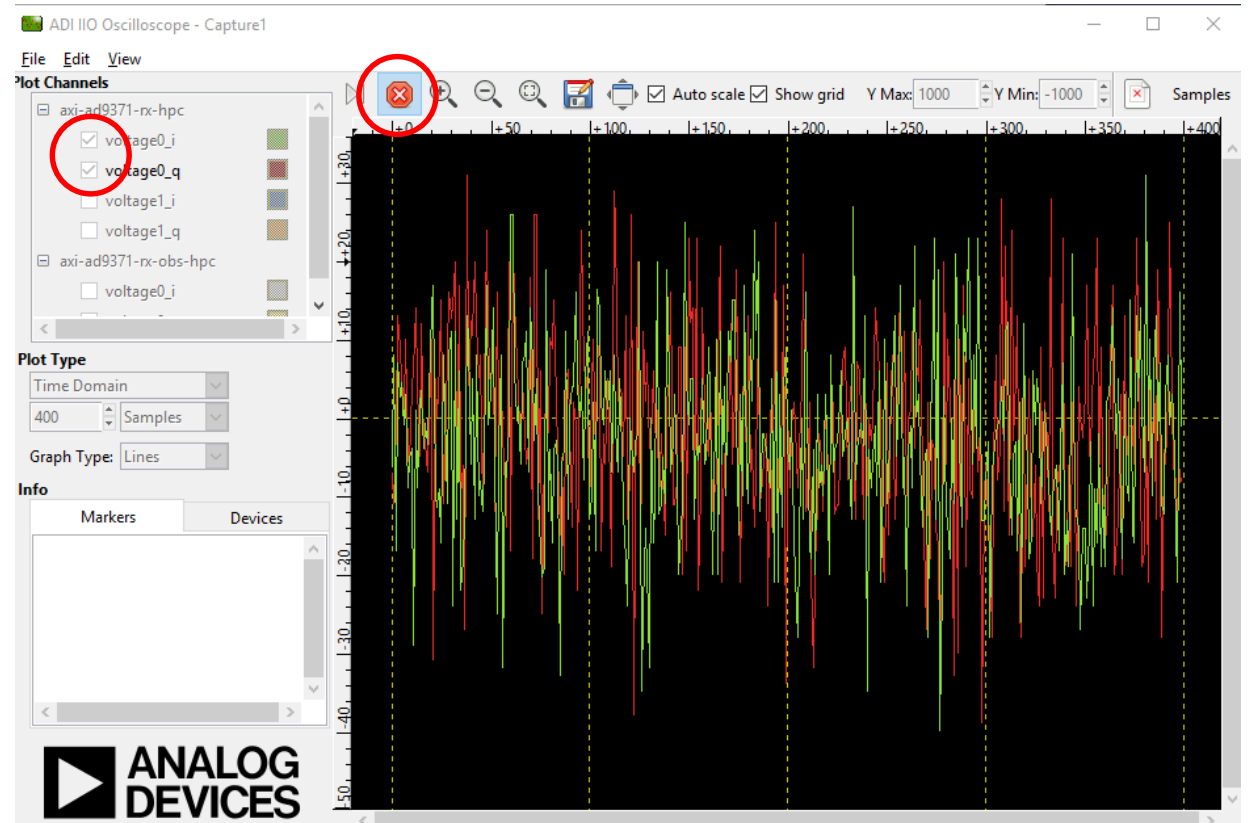 ADI IIO Oscilloscope - Capture1
File Edit View
Plot Channels
axi-ad9371-rx-hpc
voltage0_i
voltage0_q
voltage1_i
voltage1_q
axi-ad9371-rx-obs-hpc
voltage0_i
Auto scale Show grid Y Max: 1000 Y Min: -1000 Samples
+0 +50 +100 +150 +200 +250 +300 +350 +400
+30
+20
+10
+0
-10
-20
-30
-40
-50
Plot Type
Time Domain
400 Samples
Graph Type: Lines
Info
Markers Devices
ANALOG
DEVICES